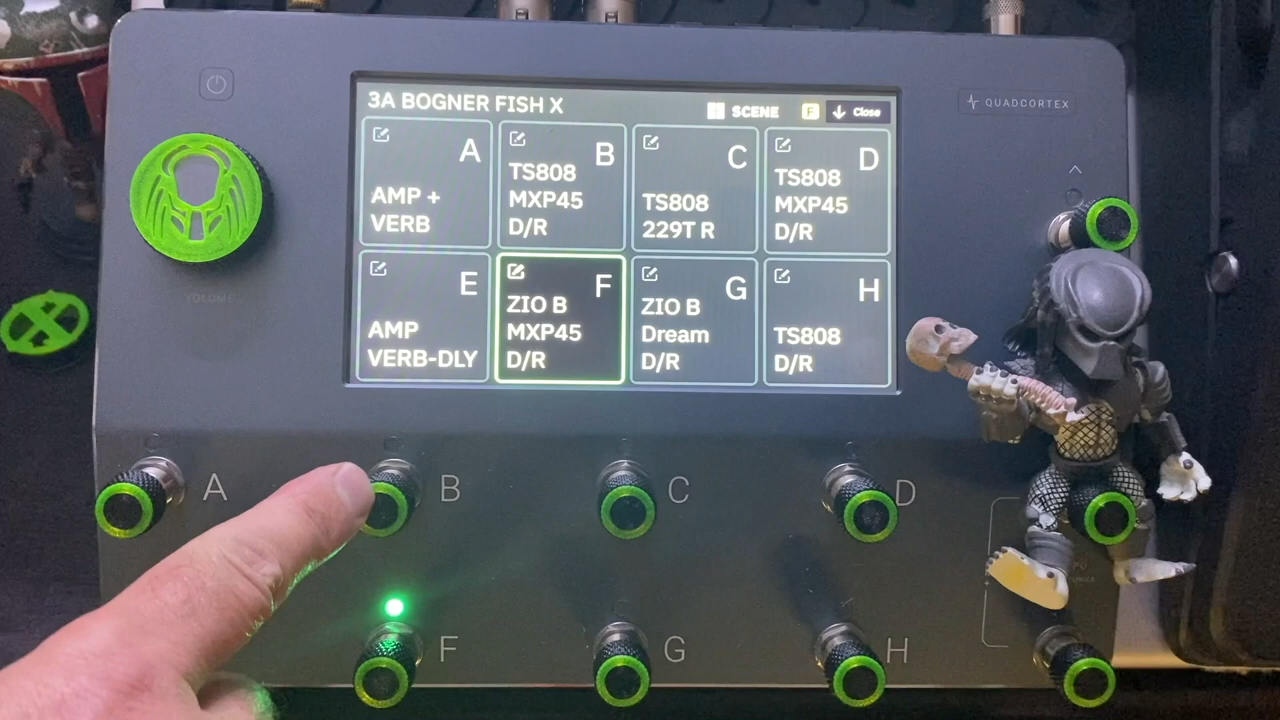 3A BOGNER FISH X
SCENE
F
Close
QUADCORTEX
A
AMP +
VERB
B
TS808
MXP45
D/R
C
TS808
229T R
D
TS808
MXP45
D/R
E
AMP
VERB-DLY
F
ZIO B
MXP45
D/R
G
ZIO B
Dream
D/R
H
TS808
D/R
VOLUME
A
B
C
D
F
G
H